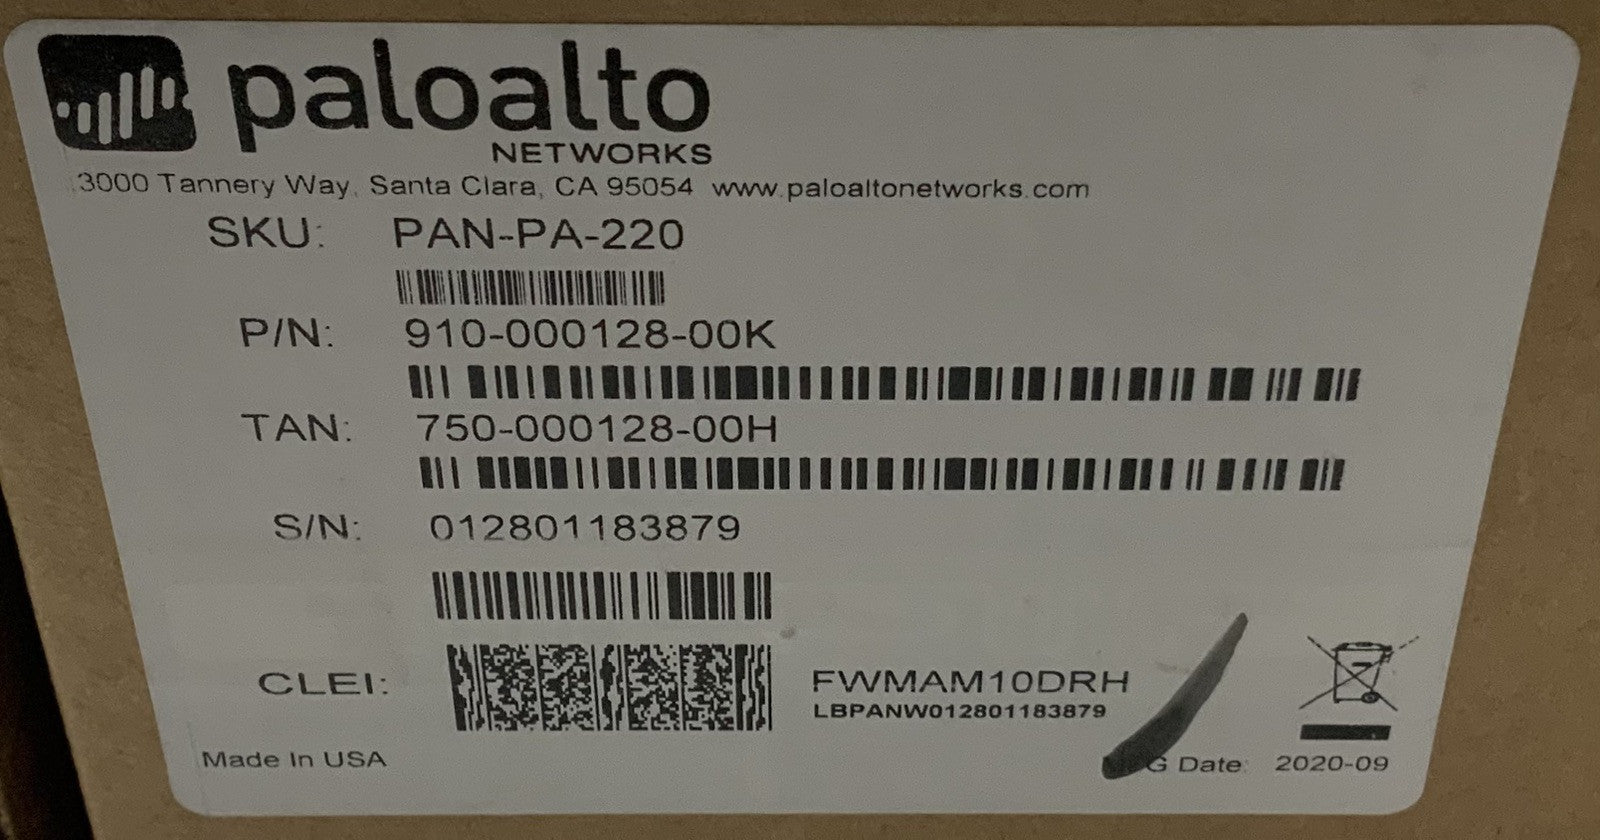 paloalto
NETWORKS
3000 Tannery Way, Santa Clara, CA 95054 www.paloaltonetworks.com
SKU: PAN-PA-220
P/N: 910-000128-00K
TAN: 750-000128-00H
S/N: 012801183879
CLEI: FWMAM10DRH
LBPANW012801183879
Made In USA
Date: 2020-09